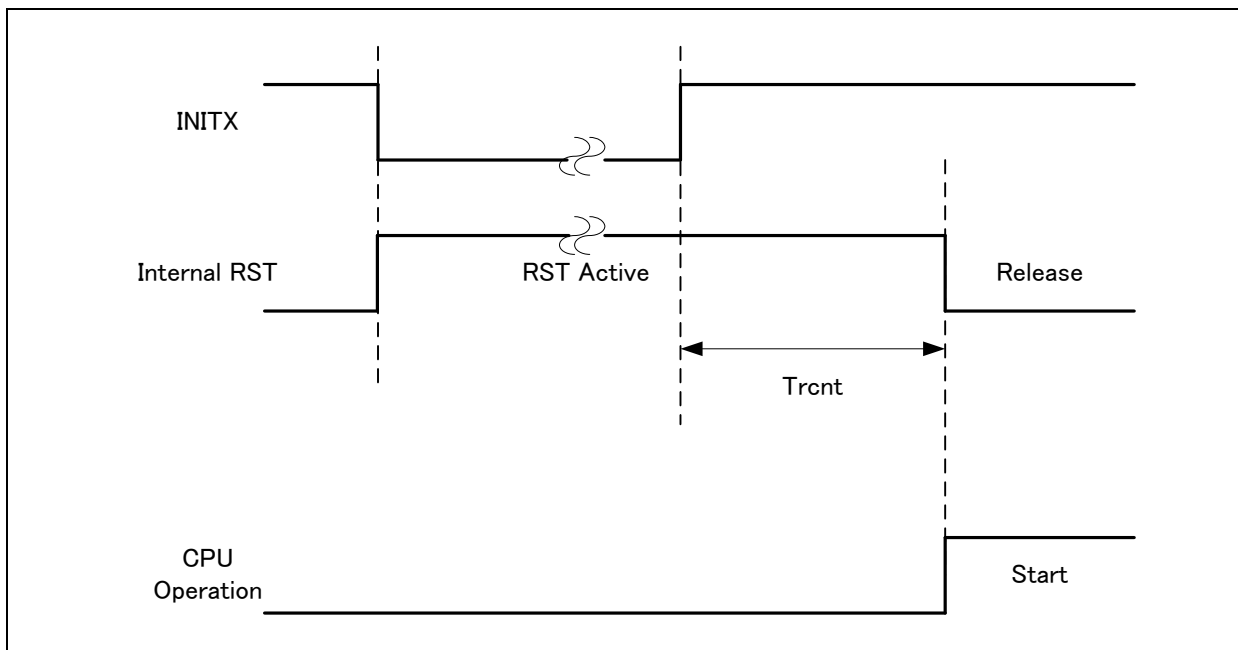 INITX
Internal RST
RST Active
Release
Trcnt
CPU
Operation
Start